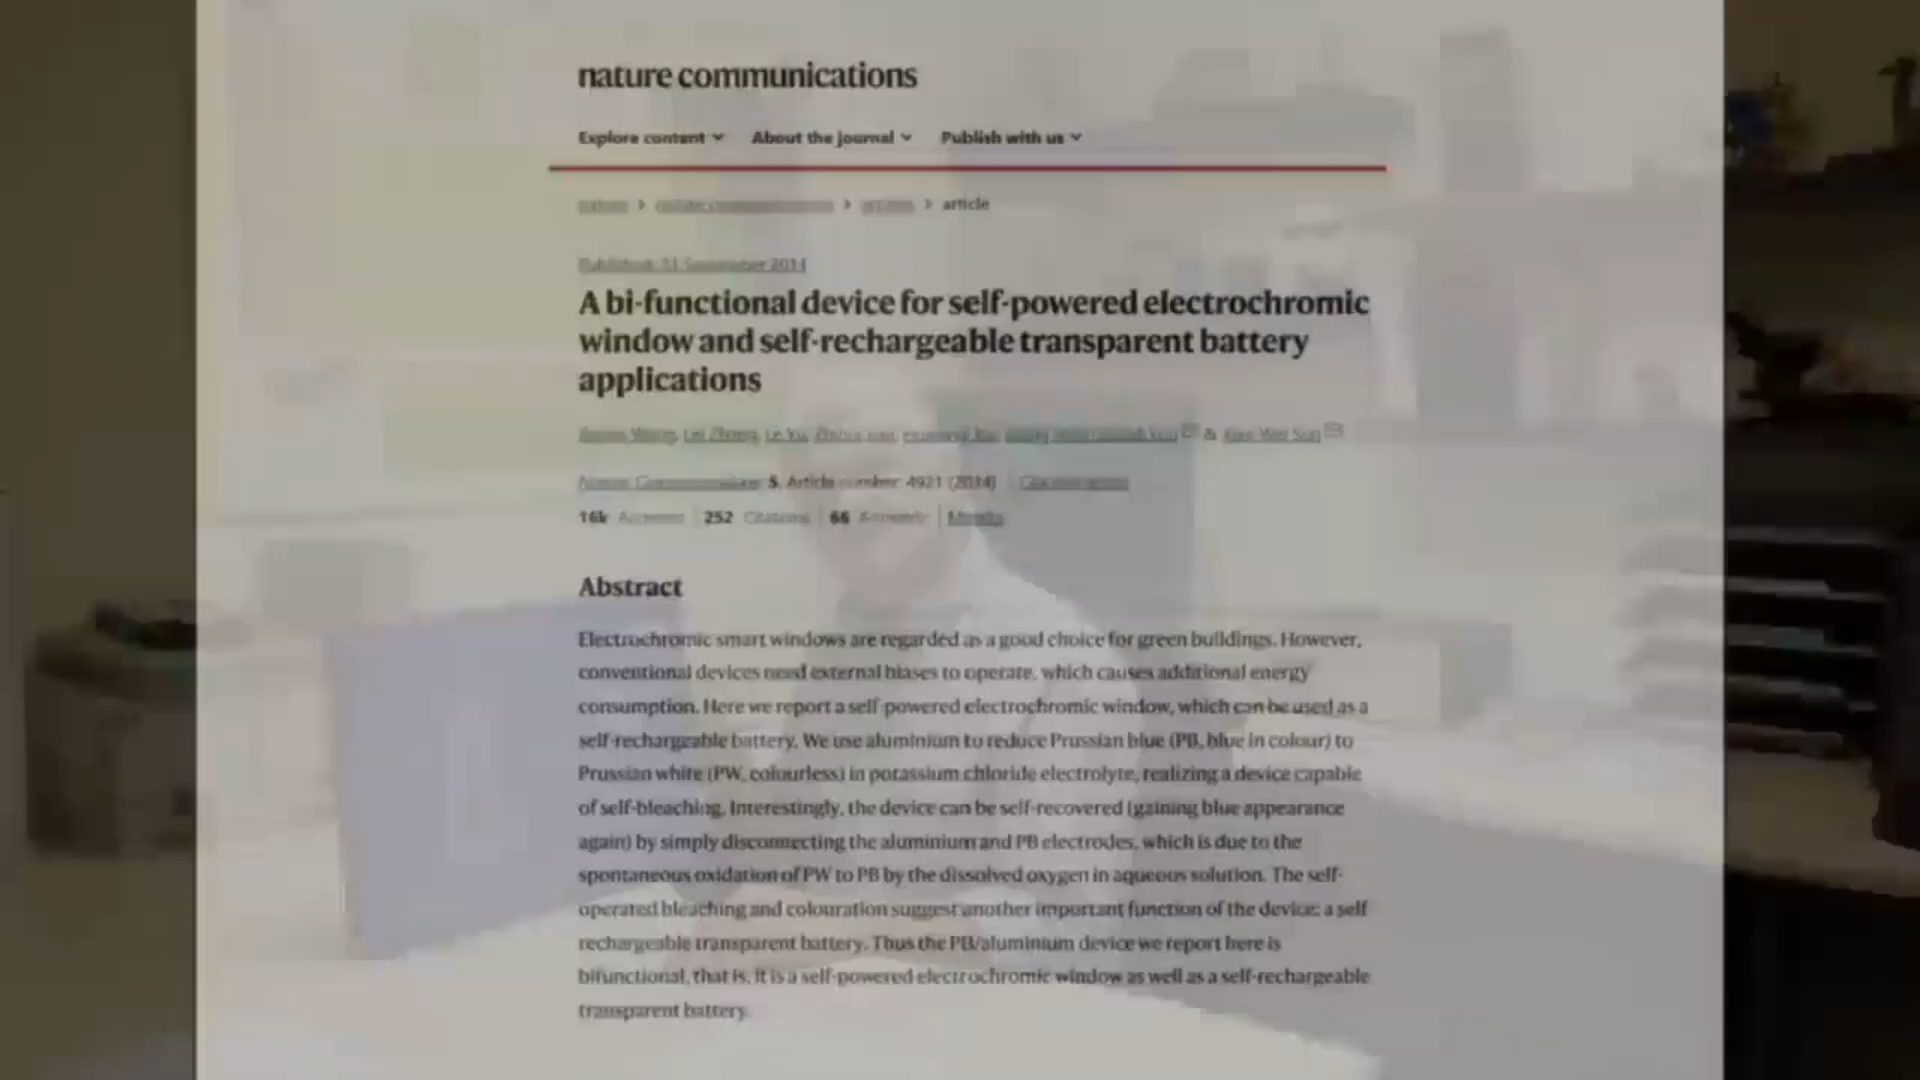 nature communications
Explore content About the journal Publish with us
article
Published: 2014
A bi-functional device for self-powered electrochromic
window and self-rechargeable transparent battery
applications
& Xiao Wei Sun
5, Article number: 4921 (2014)
16k Accesses 252 Citations 66 Altmetric Metrics
Abstract
Electrochromic smart windows are regarded as a good choice for green buildings. However,
conventional devices need external biases to operate, which causes additional energy
consumption. Here we report a self-powered electrochromic window, which can be used as a
self-rechargeable battery. We use aluminium to reduce Prussian blue (PB, blue in colour) to
Prussian white (PW, colourless) in potassium chloride electrolyte, realizing a device capable
of self-bleaching. Interestingly, the device can be self-recovered (gaining blue appearance
again) by simply disconnecting the aluminium and PB electrodes, which is due to the
spontaneous oxidation of PW to PB by the dissolved oxygen in aqueous solution. The self-
operated bleaching and colouration suggest another important function of the device: a self
rechargeable transparent battery. Thus the PB/aluminium device we report here is
bifunctional, that is, it is a self-powered electrochromic window as well as a self-rechargeable
transparent battery.